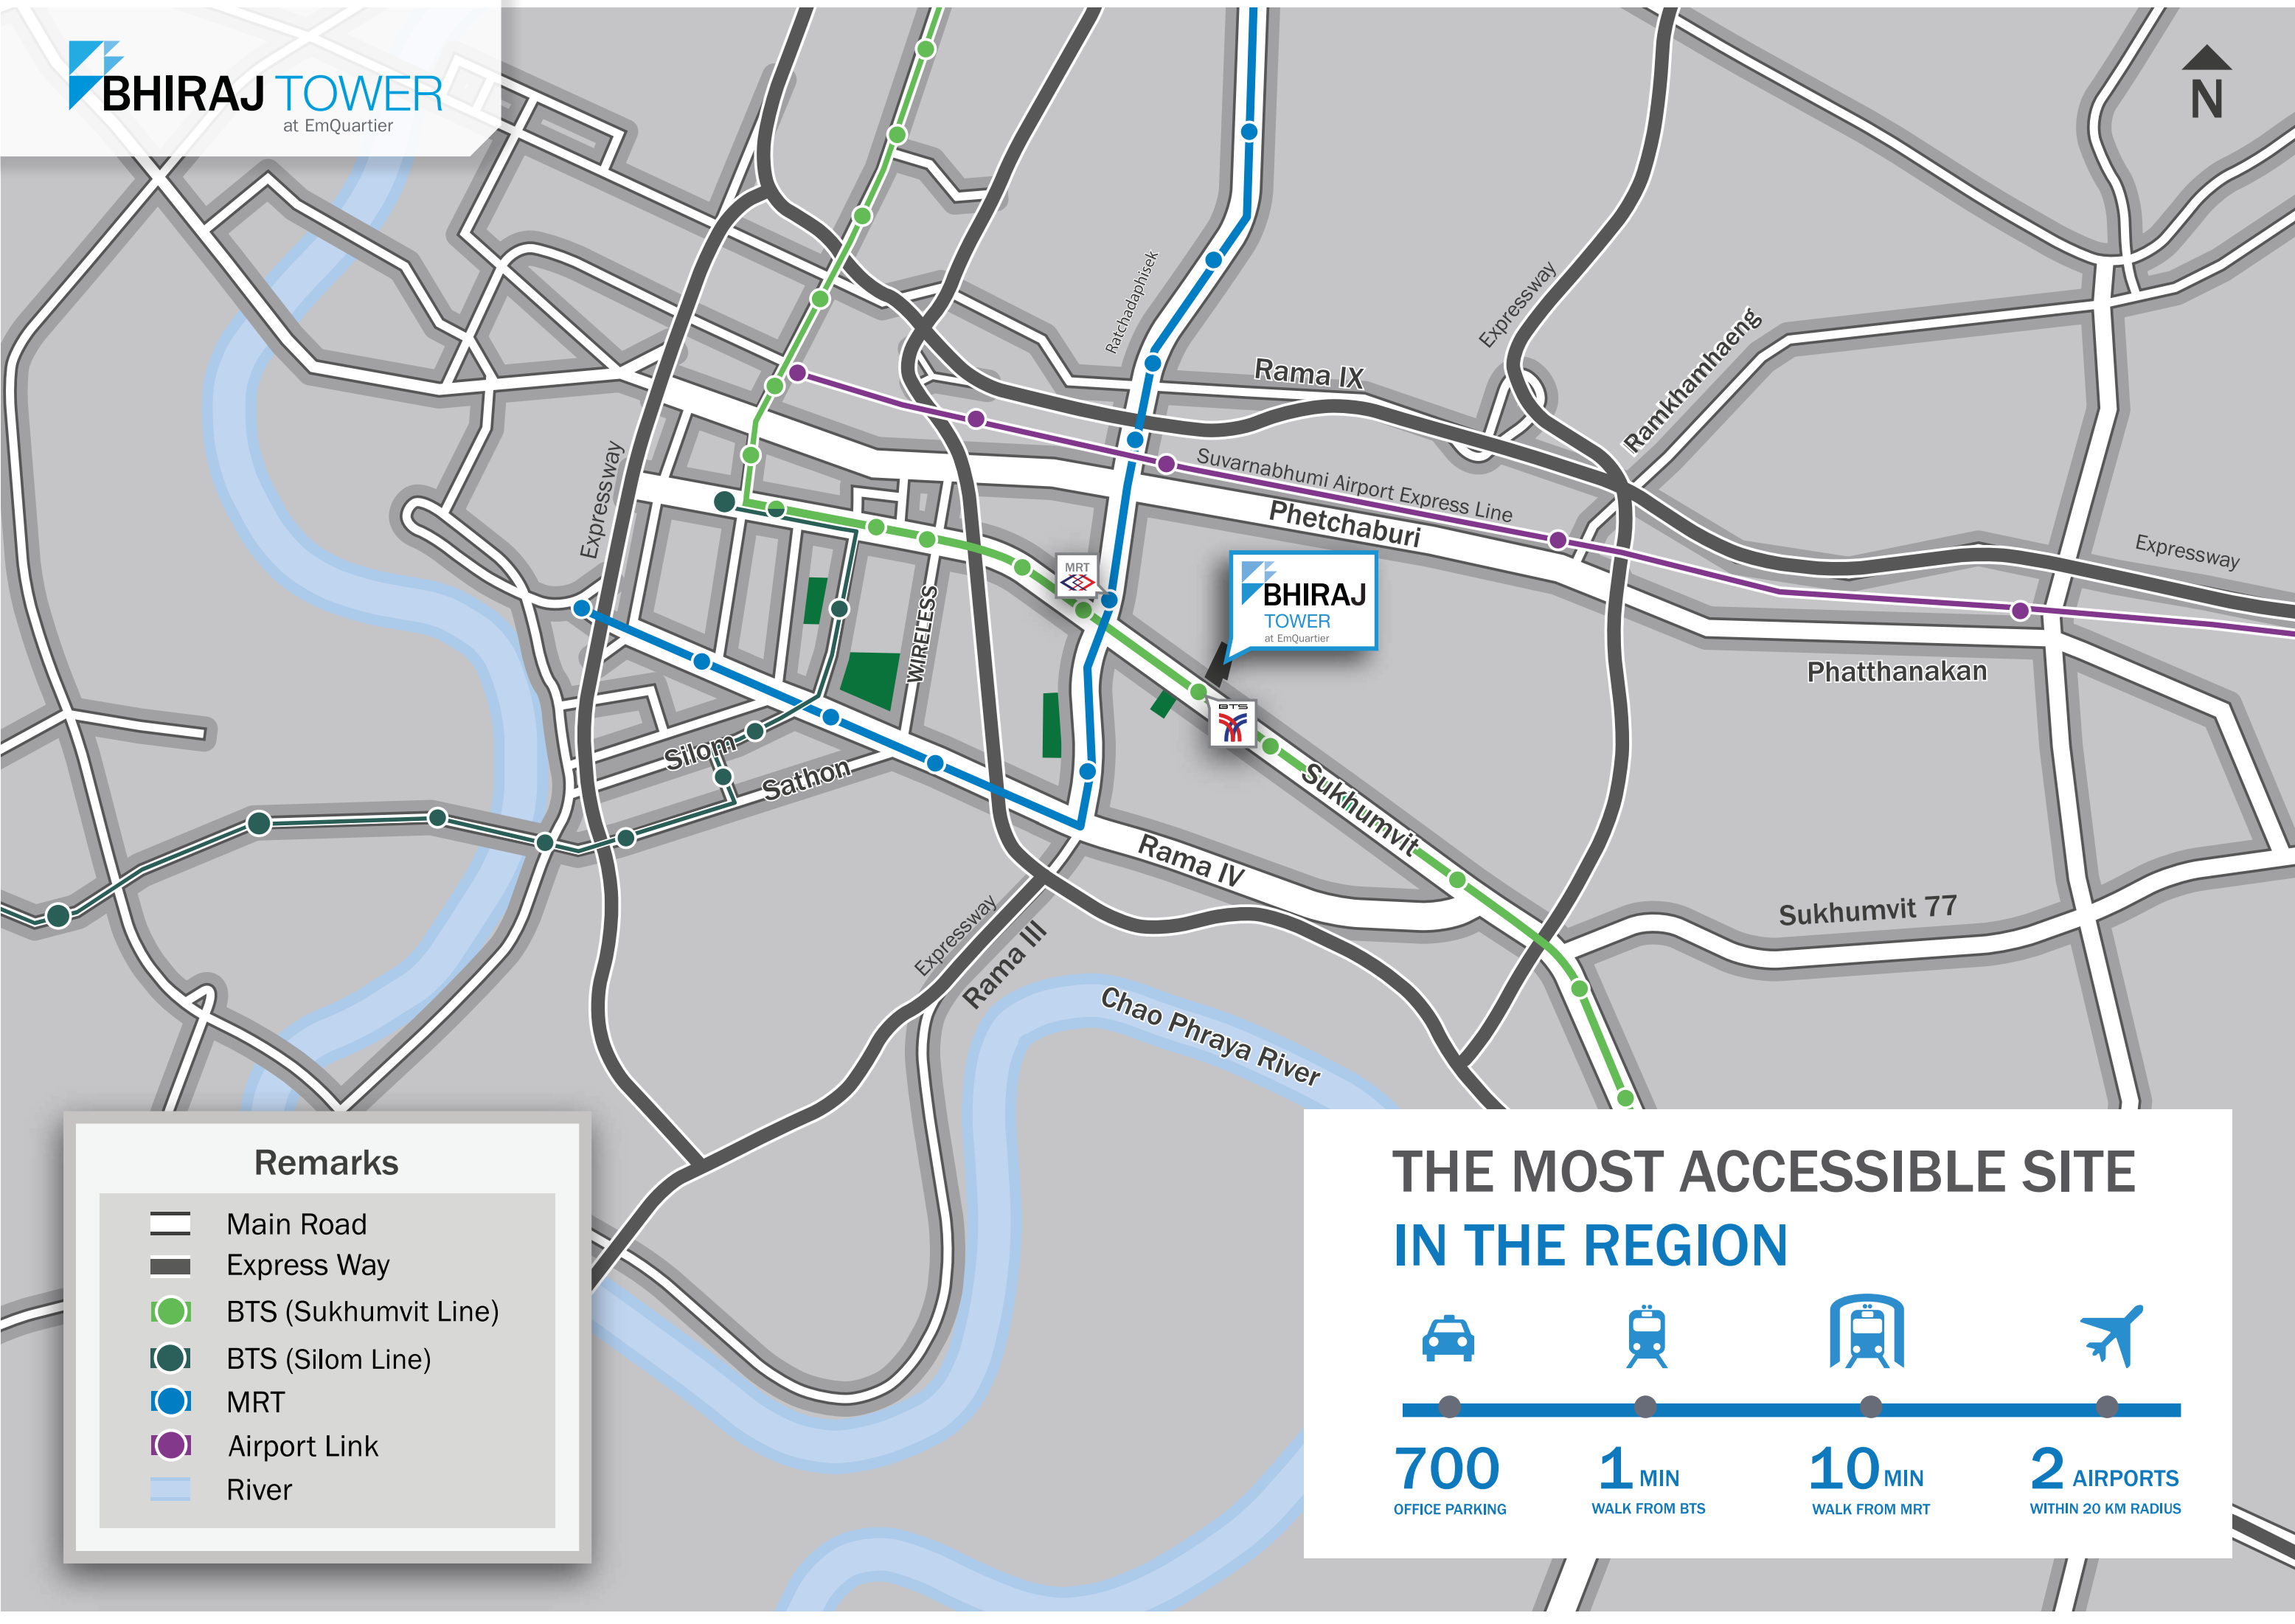 BHIRAJ TOWER
at EmQuartier
N
Ratchadaphisek
Expressway
Ramkhamhaeng
Rama IX
Suvarnabhumi Airport Express Line
Phetchaburi
Expressway
Expressway
MRT
BHIRAJ
TOWER
at EmQuartier
WIRELESS
Phatthanakan
BTS
Silom
Sathon
Sukhumvit
Rama IV
Sukhumvit 77
Expressway
Rama III
Chao Phraya River
Remarks
Main Road
Express Way
BTS (Sukhumvit Line)
BTS (Silom Line)
MRT
Airport Link
River
THE MOST ACCESSIBLE SITE
IN THE REGION
700
OFFICE PARKING
1 MIN
WALK FROM BTS
10 MIN
WALK FROM MRT
2 AIRPORTS
WITHIN 20 KM RADIUS